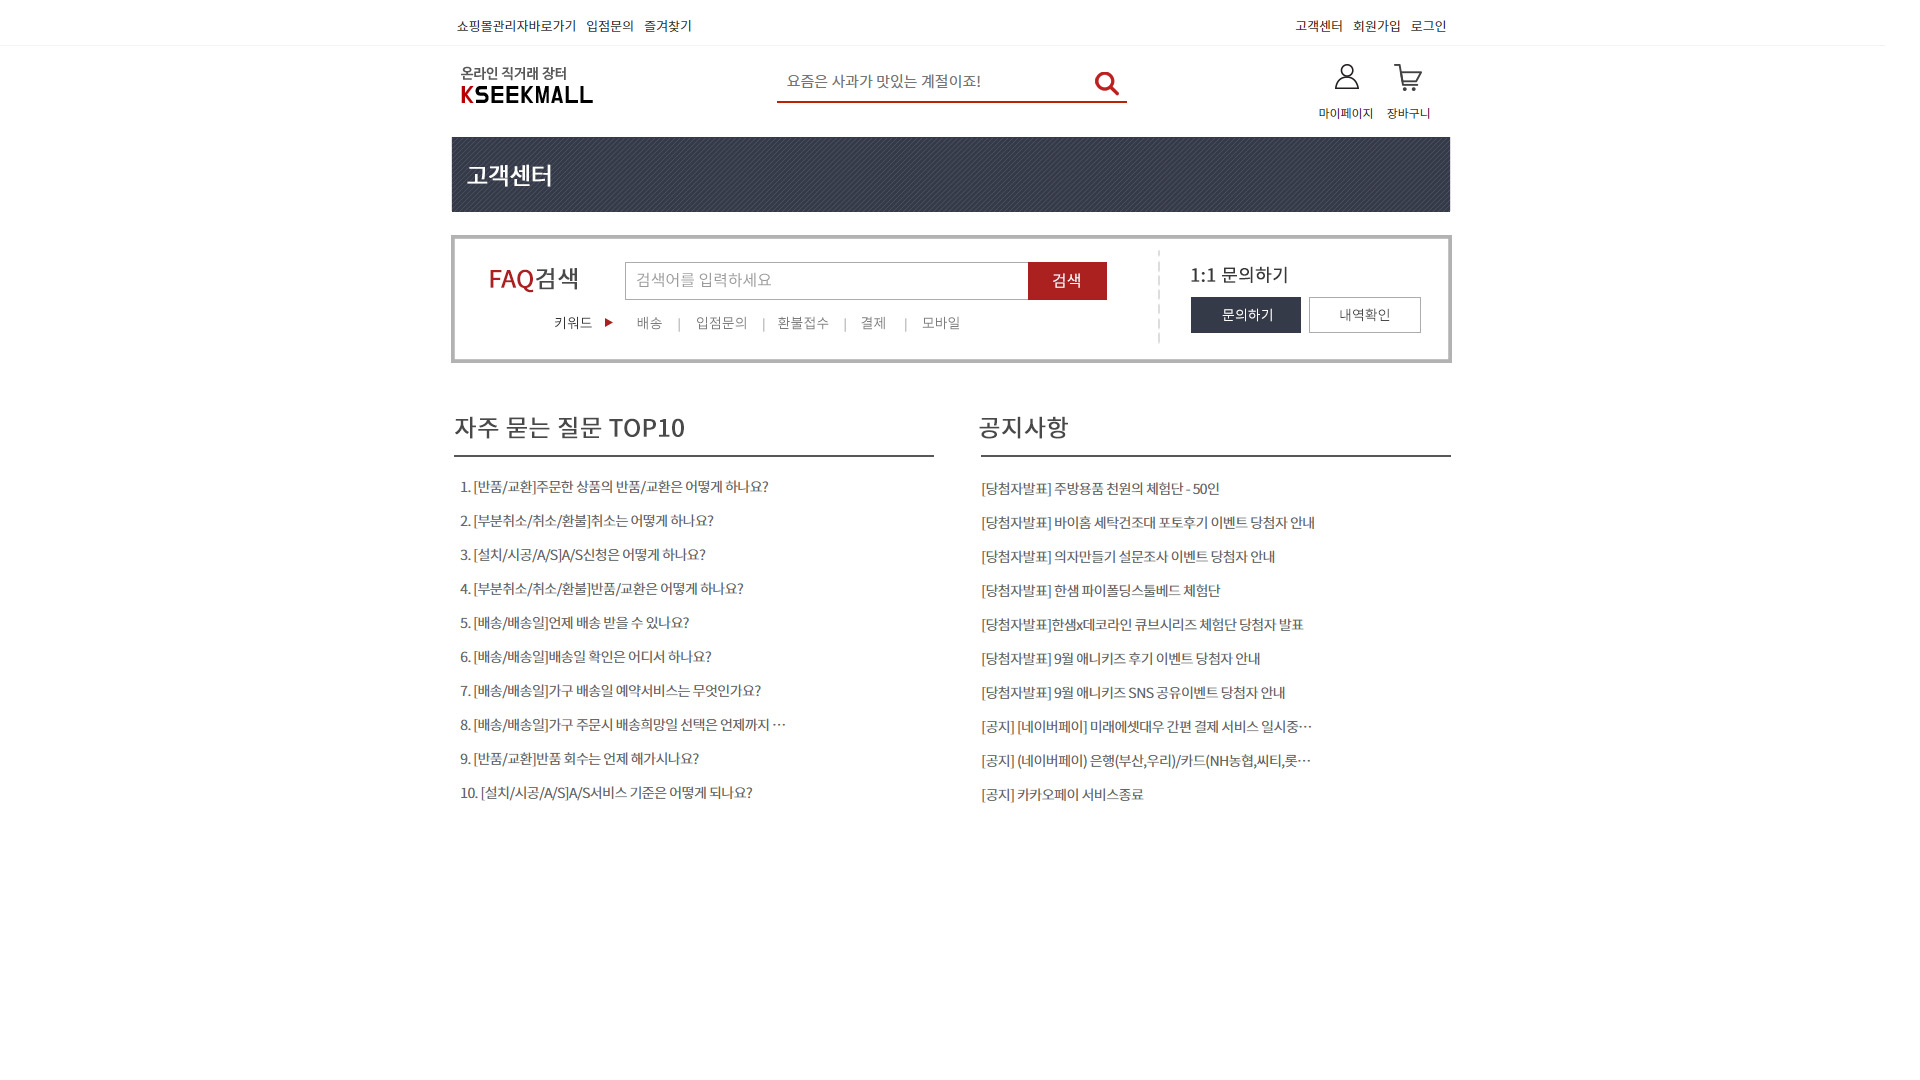 쇼핑몰관리자바로가기 입점문의 즐겨찾기
고객센터 회원가입 로그인
온라인 직거래 장터
KSEEKMALL
요즘은 사과가 맛있는 계절이죠!
마이페이지 장바구니
고객센터
FAQ검색
검색어를 입력하세요
검색
키워드 ▶ 배송 | 입점문의 | 환불접수 | 결제 | 모바일
1:1 문의하기
문의하기
내역확인
자주 묻는 질문 TOP10
1. [반품/교환]주문한 상품의 반품/교환은 어떻게 하나요?
2. [부분취소/취소/환불]취소는 어떻게 하나요?
3. [설치/시공/A/S]A/S신청은 어떻게 하나요?
4. [부분취소/취소/환불]반품/교환은 어떻게 하나요?
5. [배송/배송일]언제 배송 받을 수 있나요?
6. [배송/배송일]배송일 확인은 어디서 하나요?
7. [배송/배송일]가구 배송일 예약서비스는 무엇인가요?
8. [배송/배송일]가구 주문시 배송희망일 선택은 언제까지 …
9. [반품/교환]반품 회수는 언제 해가시나요?
10. [설치/시공/A/S]A/S서비스 기준은 어떻게 되나요?
공지사항
[당첨자발표] 주방용품 천원의 체험단 - 50인
[당첨자발표] 바이홈 세탁건조대 포토후기 이벤트 당첨자 안내
[당첨자발표] 의자만들기 설문조사 이벤트 당첨자 안내
[당첨자발표] 한샘 파이폴딩스툴베드 체험단
[당첨자발표]한샘x데코라인 큐브시리즈 체험단 당첨자 발표
[당첨자발표] 9월 애니키즈 후기 이벤트 당첨자 안내
[당첨자발표] 9월 애니키즈 SNS 공유이벤트 당첨자 안내
[공지] [네이버페이] 미래에셋대우 간편 결제 서비스 일시중…
[공지] (네이버페이) 은행(부산,우리)/카드(NH농협,씨티,롯…
[공지] 카카오페이 서비스종료